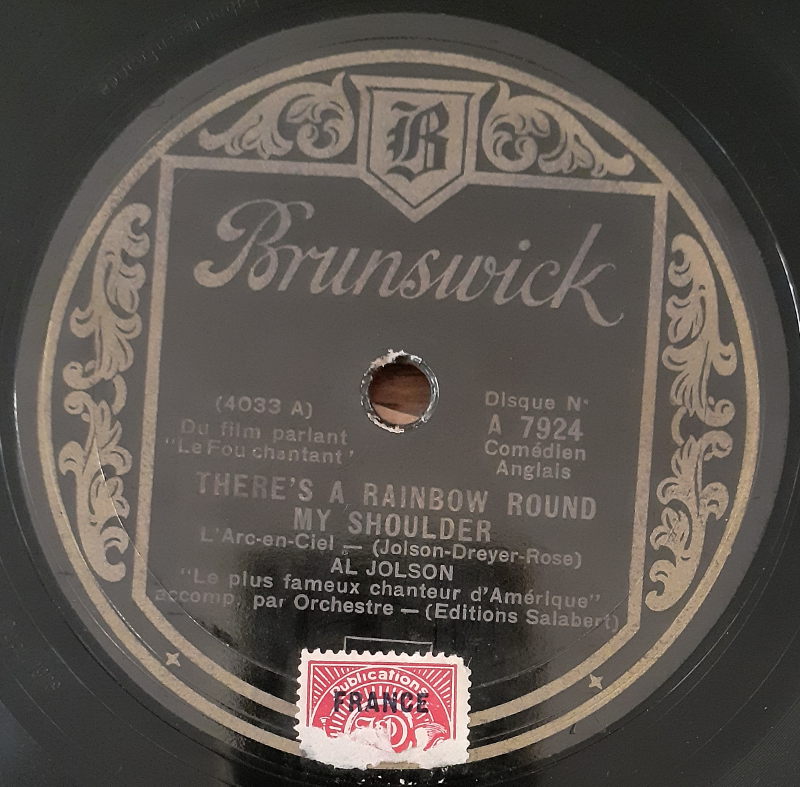 B
Brunswick
(4033 A)
Du film parlant
"Le Fou chantant"
Disque N°
A 7924
Comédien
Anglais
THERE'S A RAINBOW ROUND
MY SHOULDER
L'Arc-en-Ciel — (Jolson-Dreyer-Rose)
AL JOLSON
"Le plus fameux chanteur d'Amérique"
accomp. par Orchestre — (Editions Salabert)
Publications
FRANCE